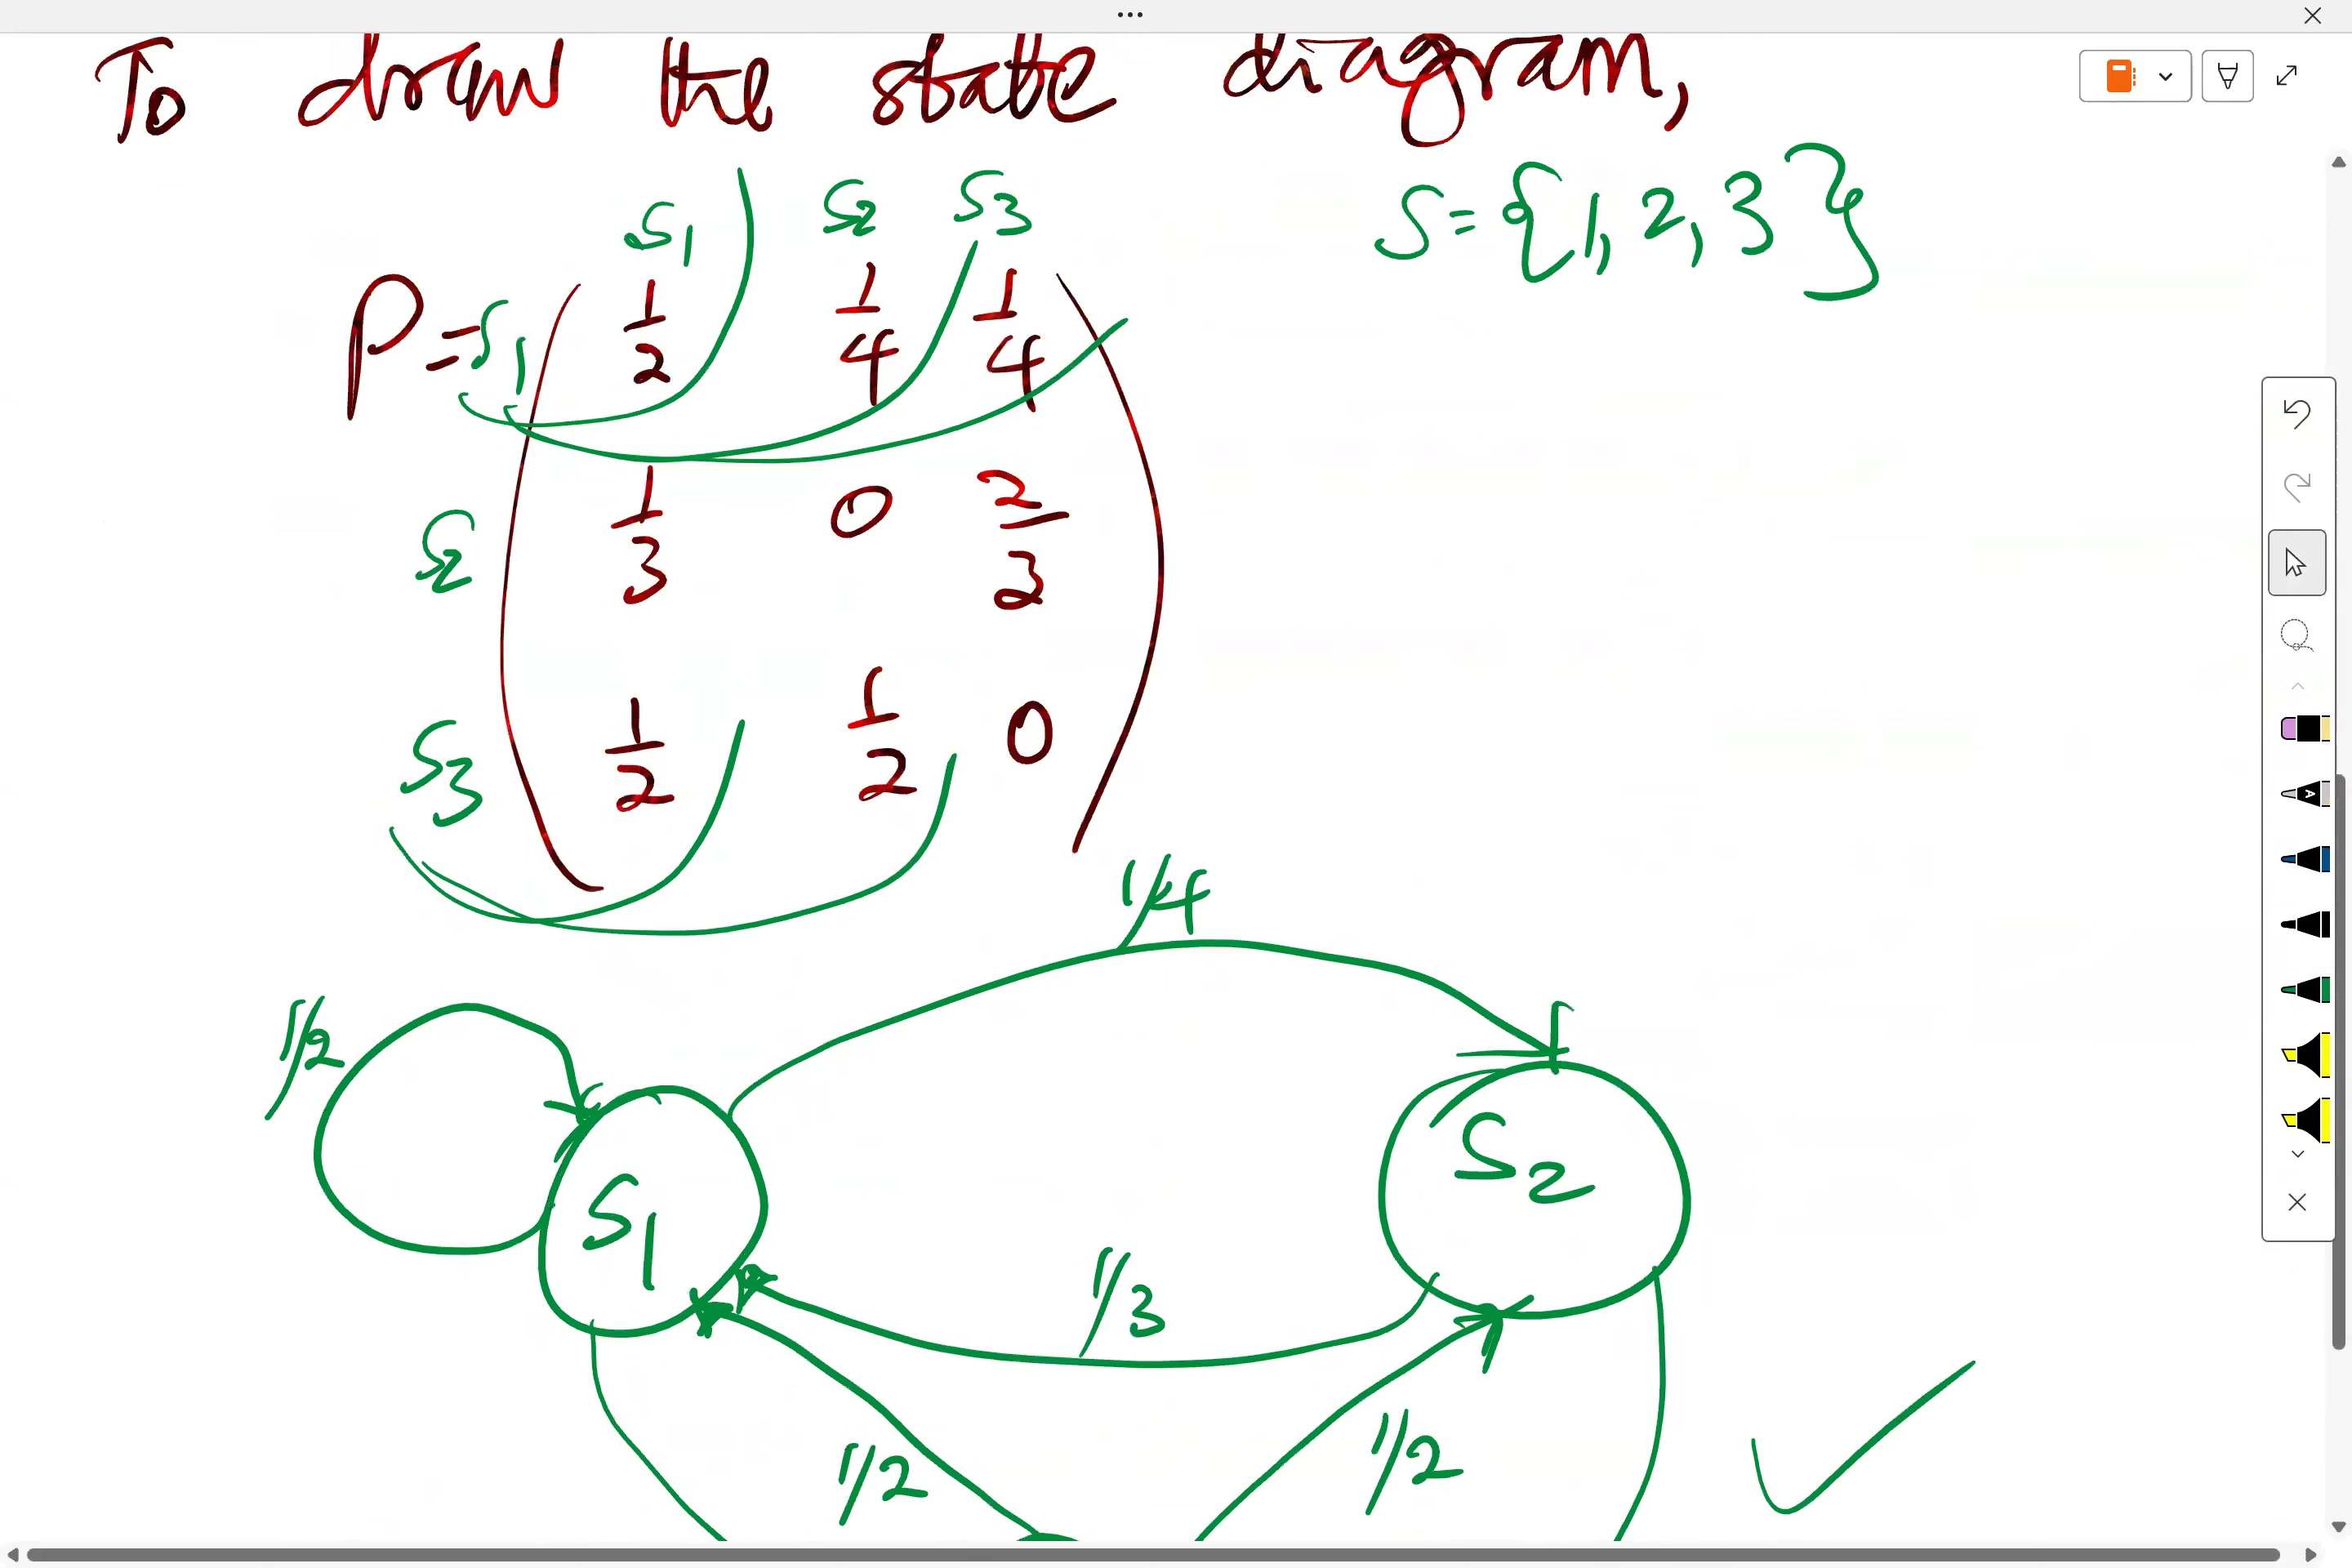 To draw the state diagram,
S = {1, 2, 3}
S1 S2 S3
P = S1 1/2 1/4 1/4
S2 1/3 0 2/3
S3 1/2 1/2 0
1/4
1/2
S1 S2
1/3
1/2 1/2